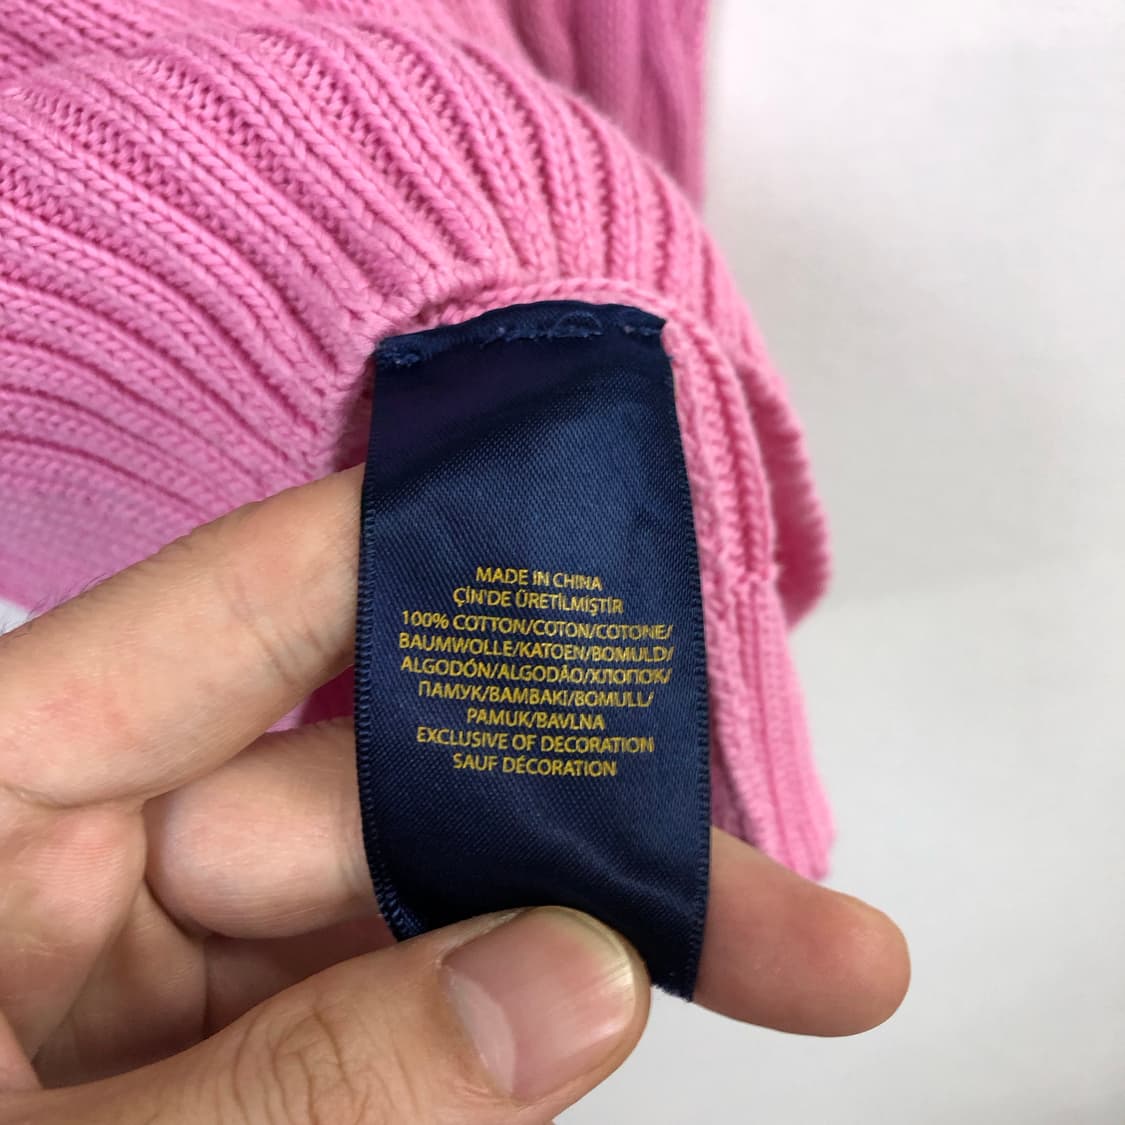 MADE IN CHINA
ÇİN'DE ÜRETİLMİŞTİR
100% COTTON/COTON/COTONE/
BAUMWOLLE/KATOEN/BOMULD/
ALGODÓN/ALGODÃO/ХЛОПОК/
ПАМУК/BAMBAKI/BOMULL/
PAMUK/BAVLNA
EXCLUSIVE OF DECORATION
SAUF DÉCORATION